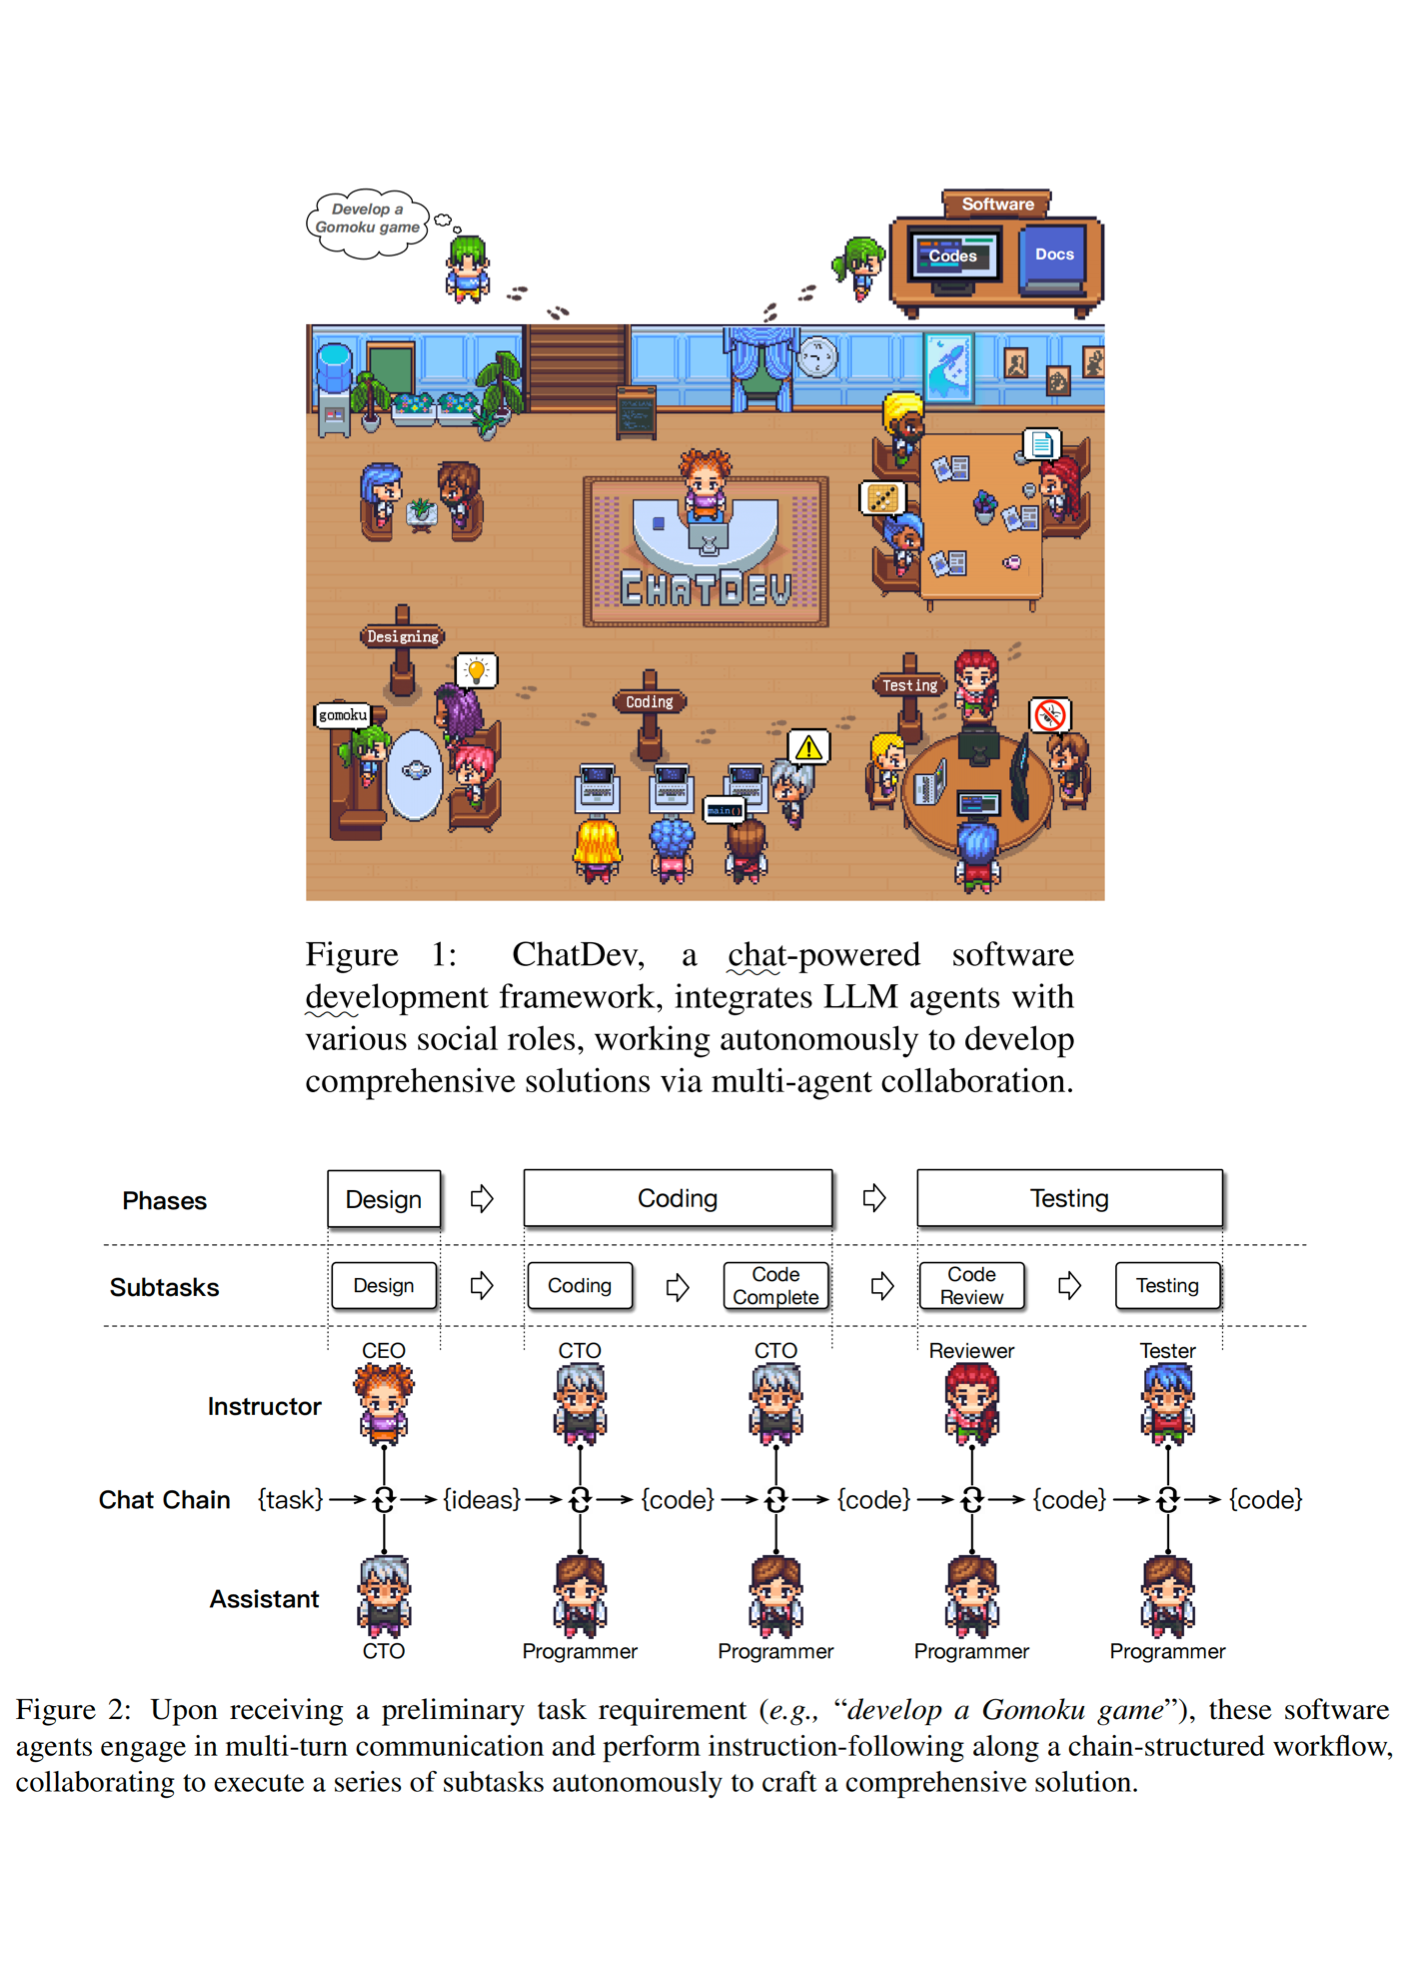 Develop a
Gomoku game
Software
Codes
Docs
CHATDEV
Designing
gomoku
Coding
main()
Testing
Figure 1: ChatDev, a chat-powered software
development framework, integrates LLM agents with
various social roles, working autonomously to develop
comprehensive solutions via multi-agent collaboration.
Phases
Design
Coding
Testing
Subtasks
Design
Coding
Code
Complete
Code
Review
Testing
CEO
CTO
CTO
Reviewer
Tester
Instructor
Chat Chain {task} {ideas} {code} {code} {code} {code}
Assistant
CTO
Programmer
Programmer
Programmer
Programmer
Figure 2: Upon receiving a preliminary task requirement (e.g., “develop a Gomoku game”), these software
agents engage in multi-turn communication and perform instruction-following along a chain-structured workflow,
collaborating to execute a series of subtasks autonomously to craft a comprehensive solution.